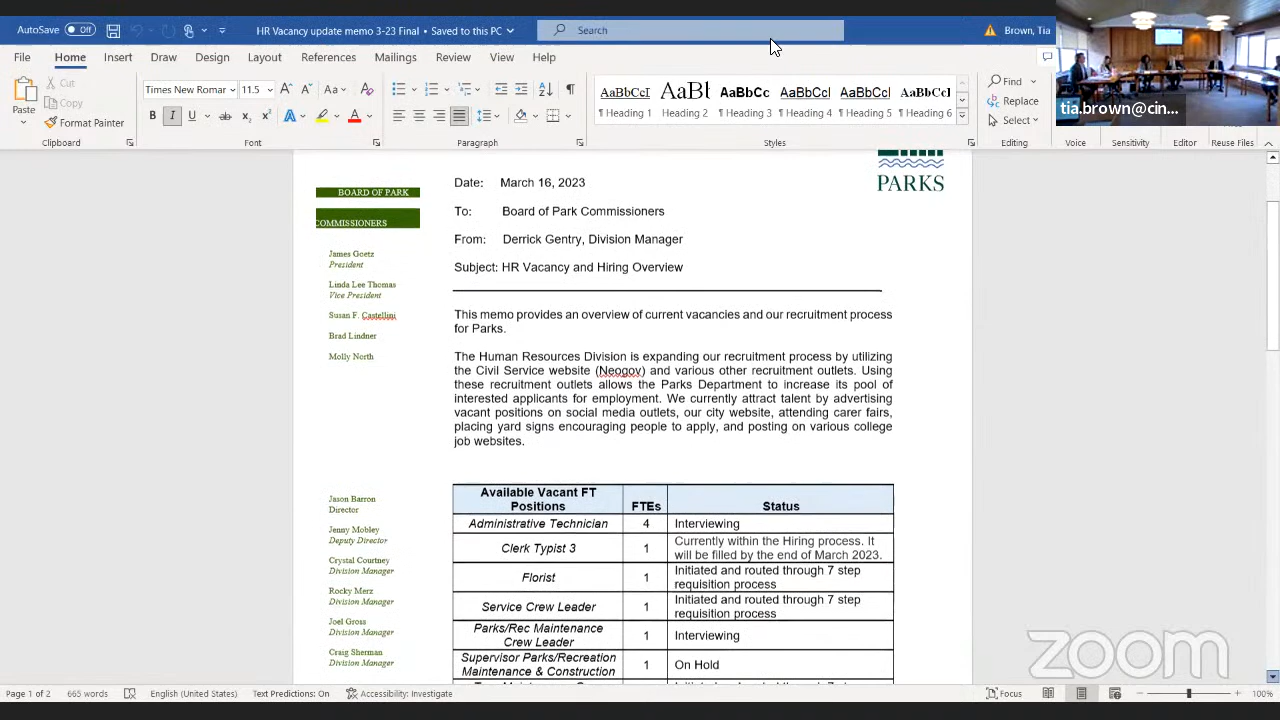 AutoSave Off HR Vacancy update memo 3-23 Final • Saved to this PC Search Brown, Tia
File Home Insert Draw Design Layout References Mailings Review View Help
Paste Cut Copy Format Painter
Times New Roman 11.5
AaBbCcI AaBl AaBbCc AaBbCcl AaBbCcl AaBbCcI
¶ Heading 1 ¶ Heading 2 ¶ Heading 3 ¶ Heading 4 ¶ Heading 5 ¶ Heading 6
Find
Replace
Select
tia.brown@cin...
Clipboard Font Paragraph Styles Editing Voice Sensitivity Editor Reuse Files
PARKS
BOARD OF PARK
COMMISSIONERS
James Goetz
President
Linda Lee Thomas
Vice President
Susan F. Castellini
Brad Lindner
Molly North
Jason Barron
Director
Jenny Mobley
Deputy Director
Crystal Courtney
Division Manager
Rocky Merz
Division Manager
Joel Gross
Division Manager
Craig Sherman
Division Manager
Date: March 16, 2023
To: Board of Park Commissioners
From: Derrick Gentry, Division Manager
Subject: HR Vacancy and Hiring Overview
This memo provides an overview of current vacancies and our recruitment process
for Parks.
The Human Resources Division is expanding our recruitment process by utilizing
the Civil Service website (Neogov) and various other recruitment outlets. Using
these recruitment outlets allows the Parks Department to increase its pool of
interested applicants for employment. We currently attract talent by advertising
vacant positions on social media outlets, our city website, attending carer fairs,
placing yard signs encouraging people to apply, and posting on various college
job websites.
Available Vacant FT
Positions FTEs Status
Administrative Technician 4 Interviewing
Clerk Typist 3 1 Currently within the Hiring process. It
will be filled by the end of March 2023.
Florist 1 Initiated and routed through 7 step
requisition process
Service Crew Leader 1 Initiated and routed through 7 step
requisition process
Parks/Rec Maintenance
Crew Leader 1 Interviewing
Supervisor Parks/Recreation
Maintenance & Construction 1 On Hold
zoom
Page 1 of 2 665 words English (United States) Text Predictions: On Accessibility: Investigate Focus 100%